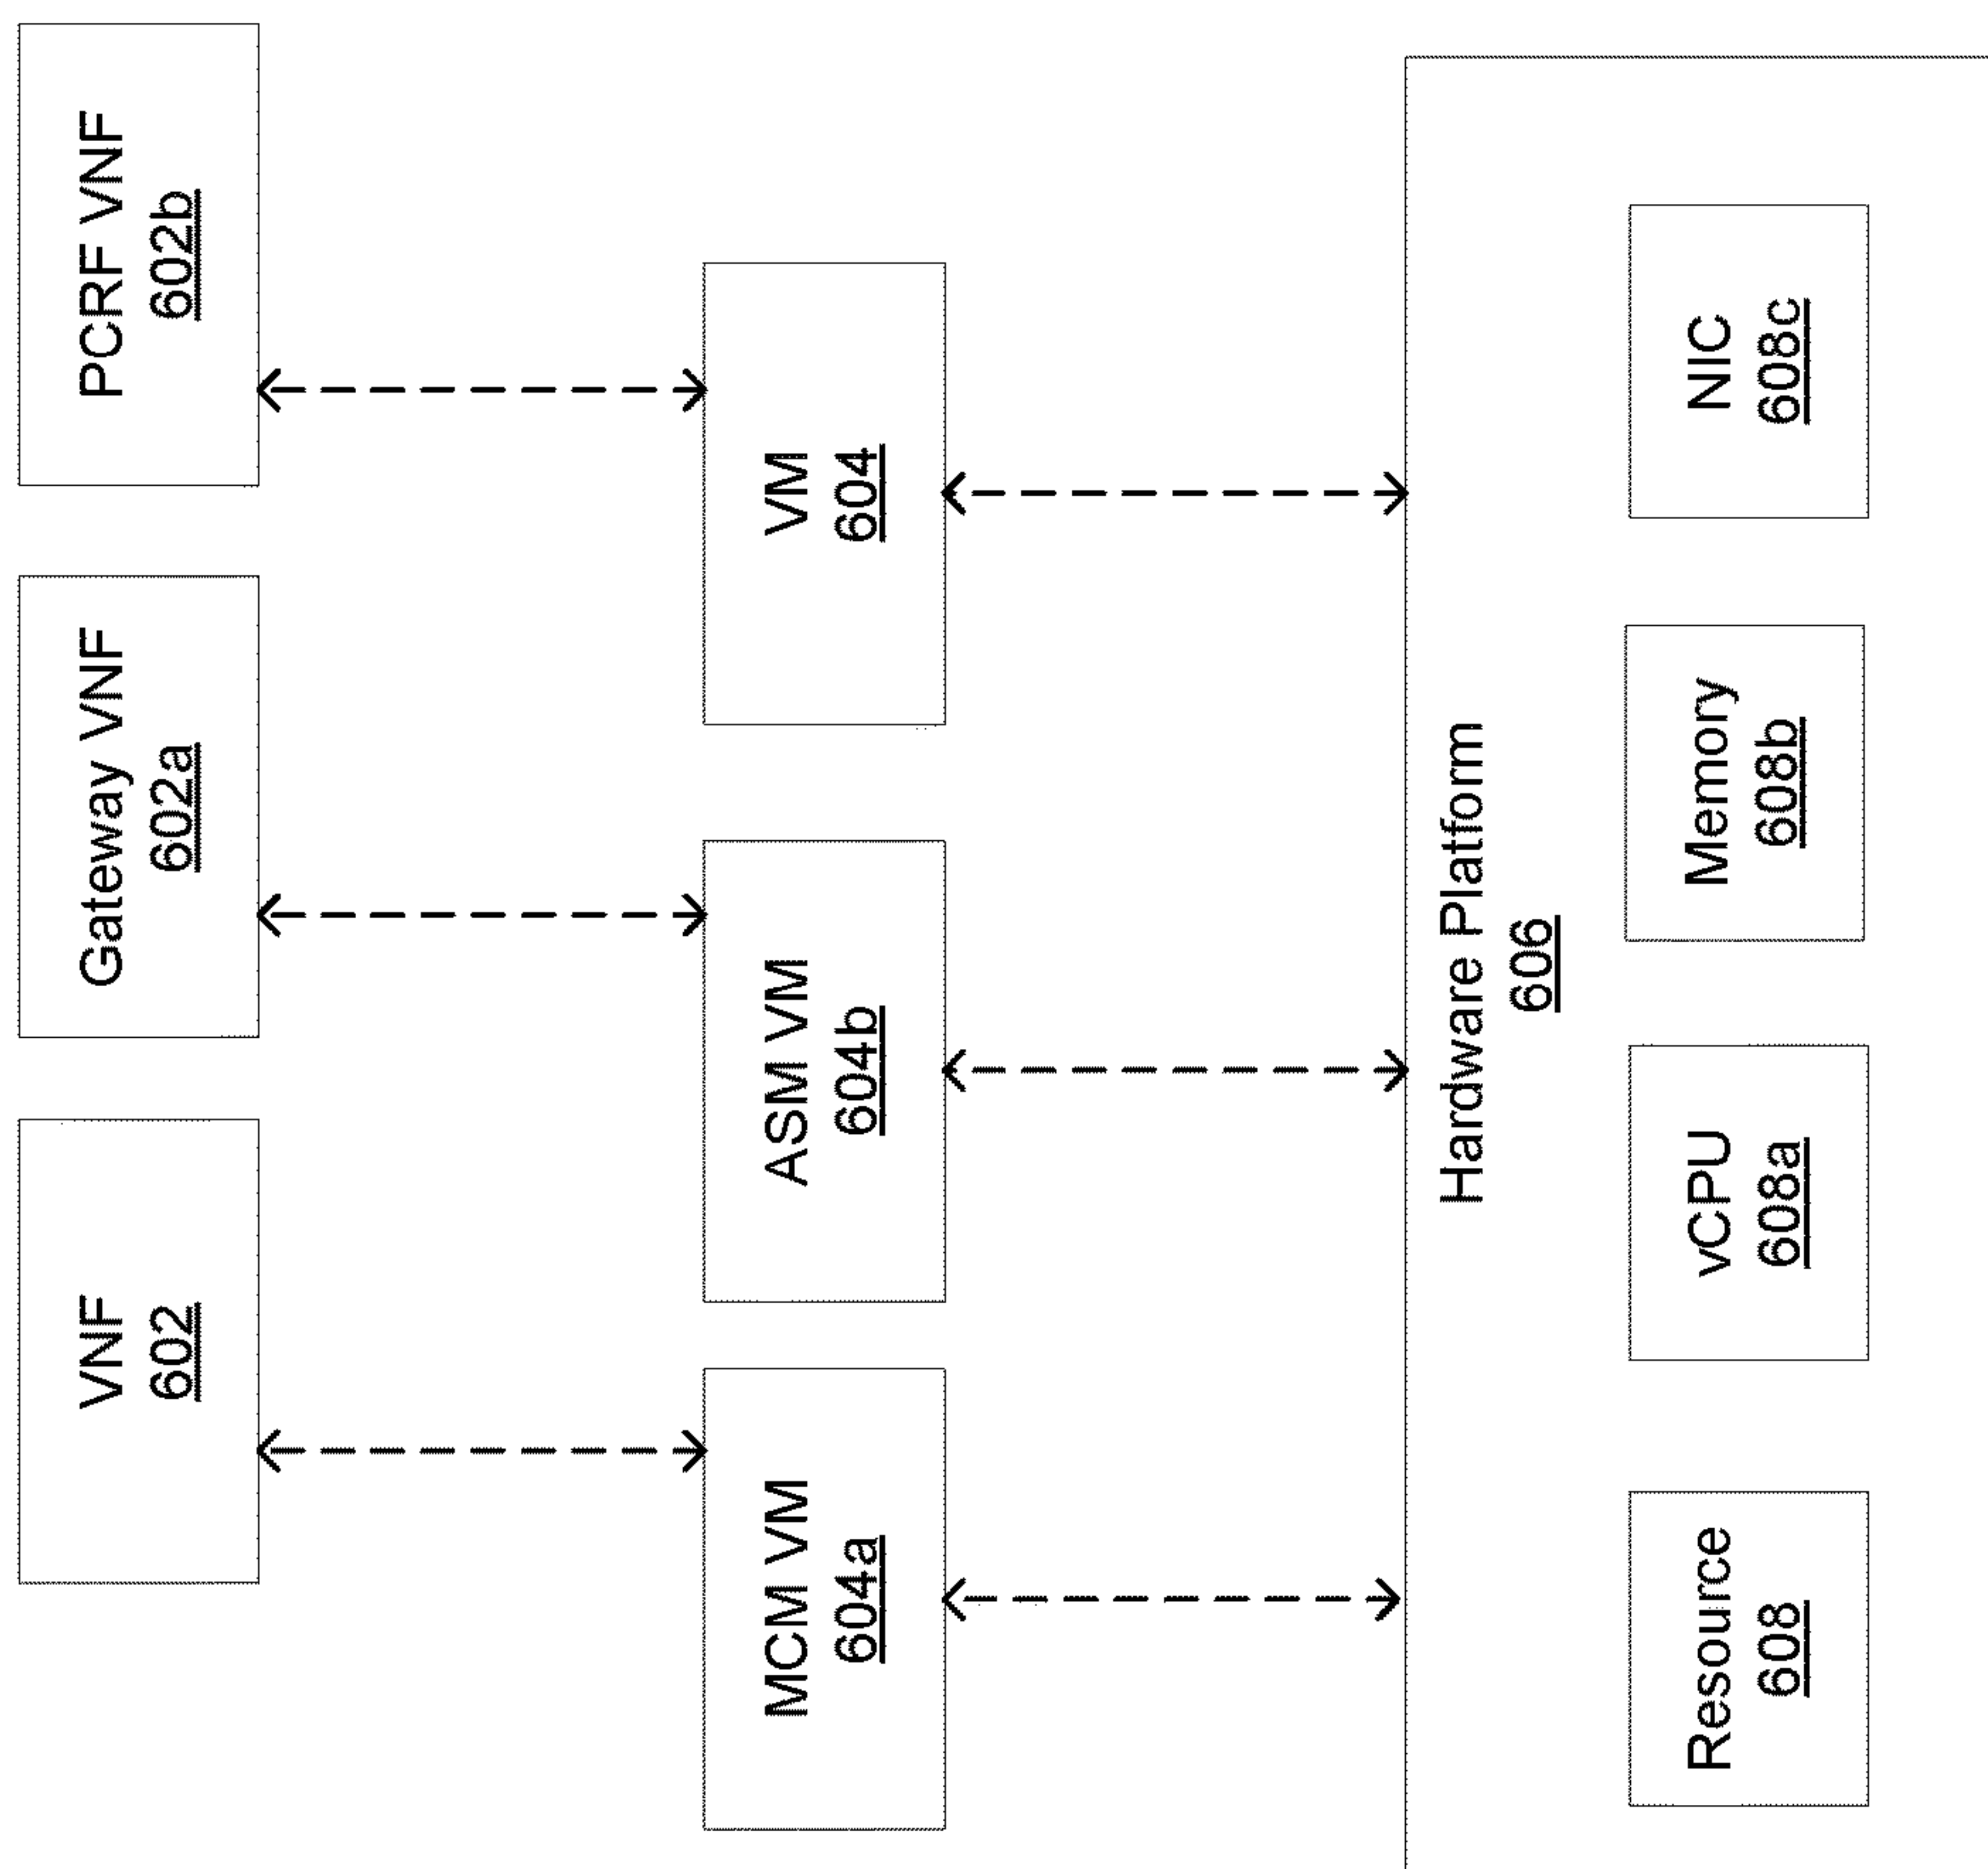 VNF
602
Gateway VNF
602a
PCRF VNF
602b
MCM VM
604a
ASM VM
604b
VM
604
Hardware Platform
606
Resource
608
vCPU
608a
Memory
608b
NIC
608c